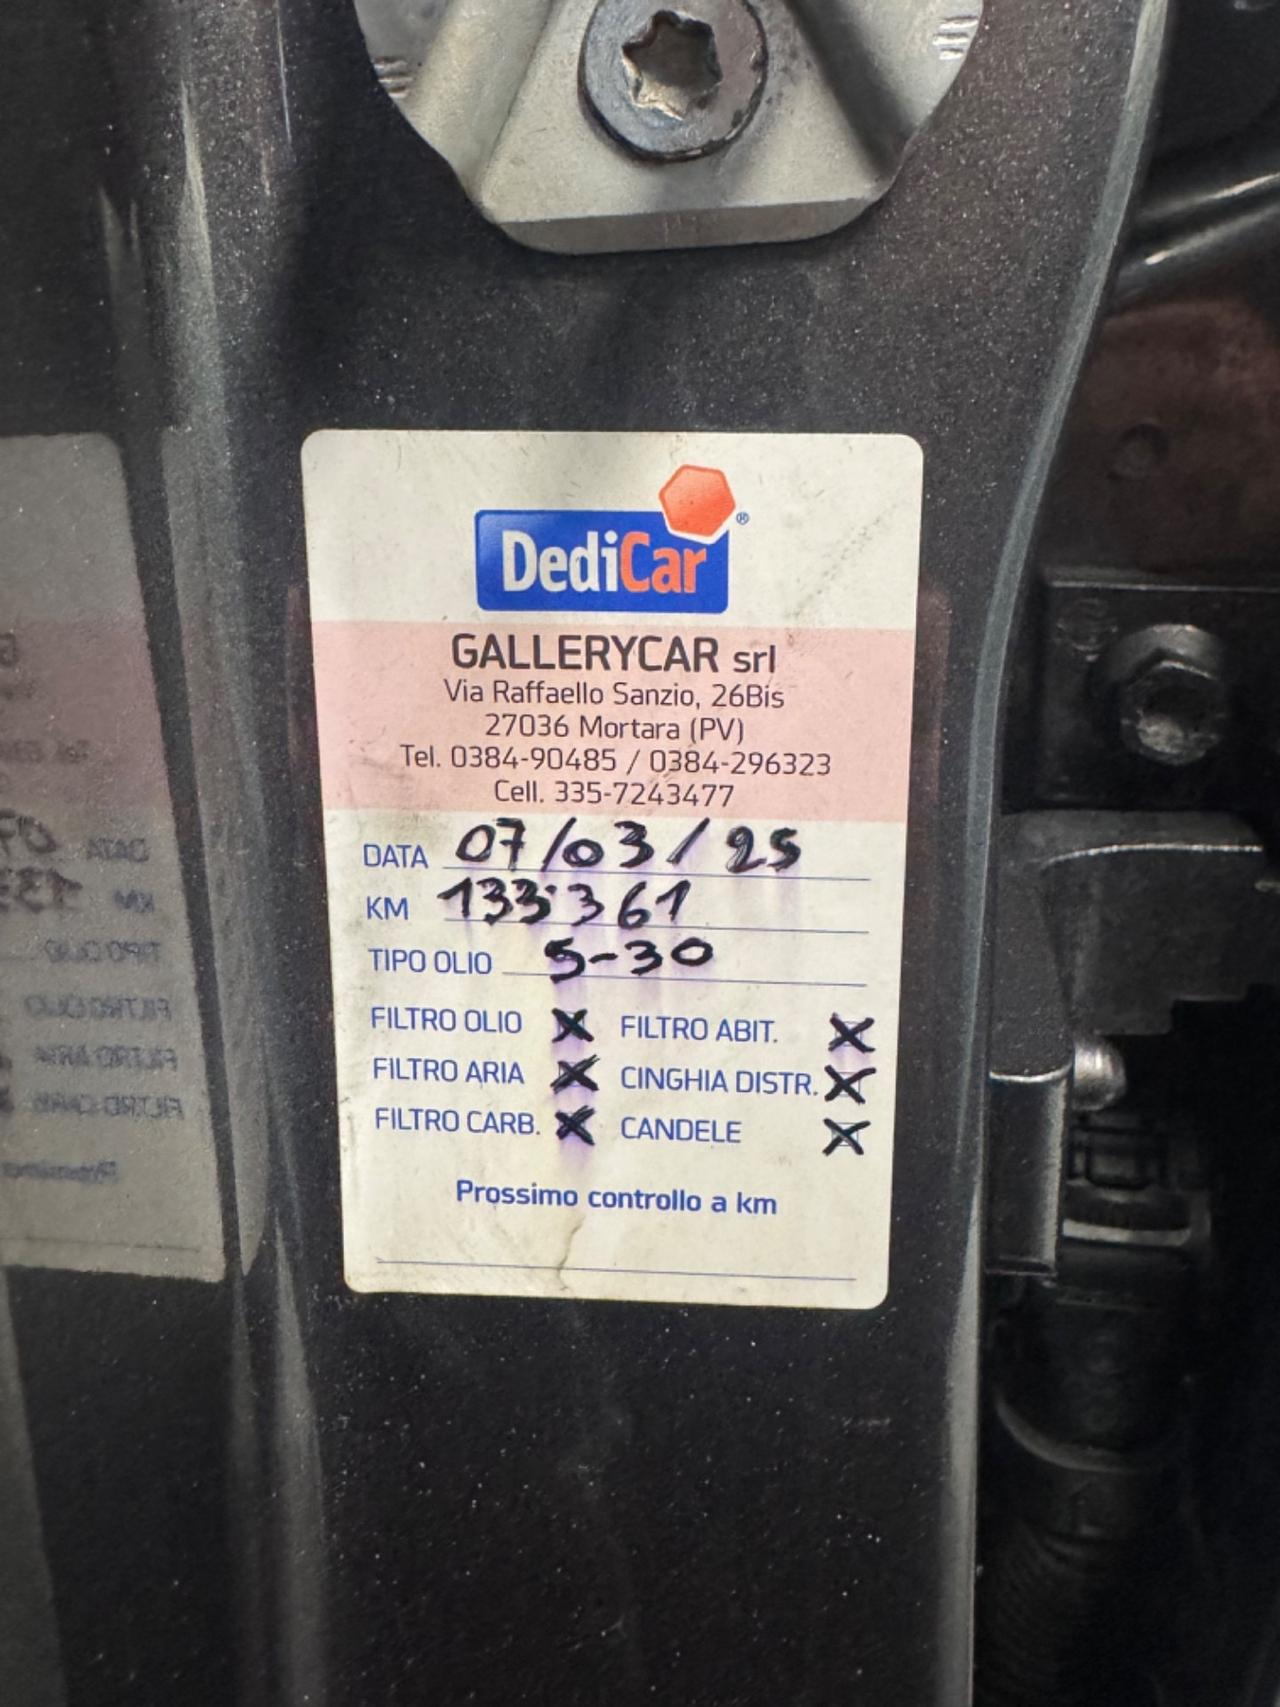 DediCar®
GALLERYCAR srl
Via Raffaello Sanzio, 26Bis
27036 Mortara (PV)
Tel. 0384-90485 / 0384-296323
Cell. 335-7243477
DATA 07/03/25
KM 133.361
TIPO OLIO 5-30
FILTRO OLIO X FILTRO ABIT. X
FILTRO ARIA X CINGHIA DISTR. X
FILTRO CARB. X CANDELE X
Prossimo controllo a km